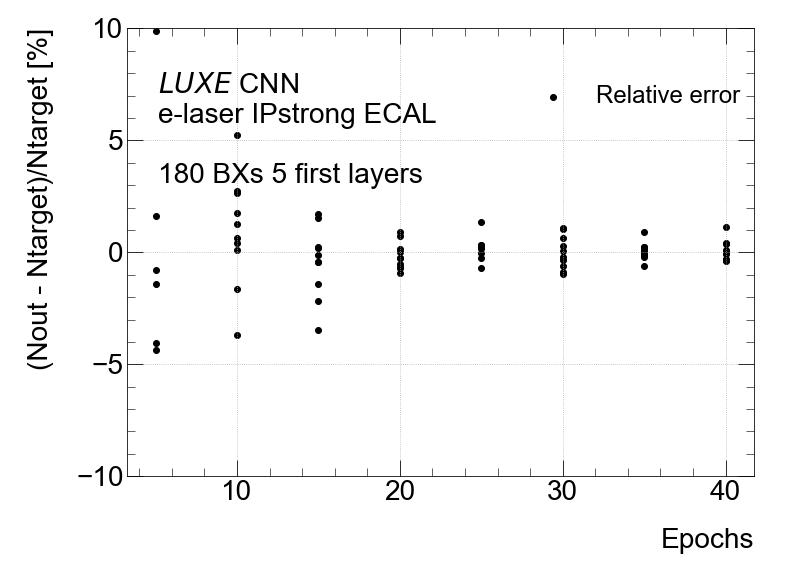 (Nout - Ntarget)/Ntarget [%]
10
5
0
−5
−10
LUXE CNN
e-laser IPstrong ECAL
180 BXs 5 first layers
Relative error
10 20 30 40
Epochs